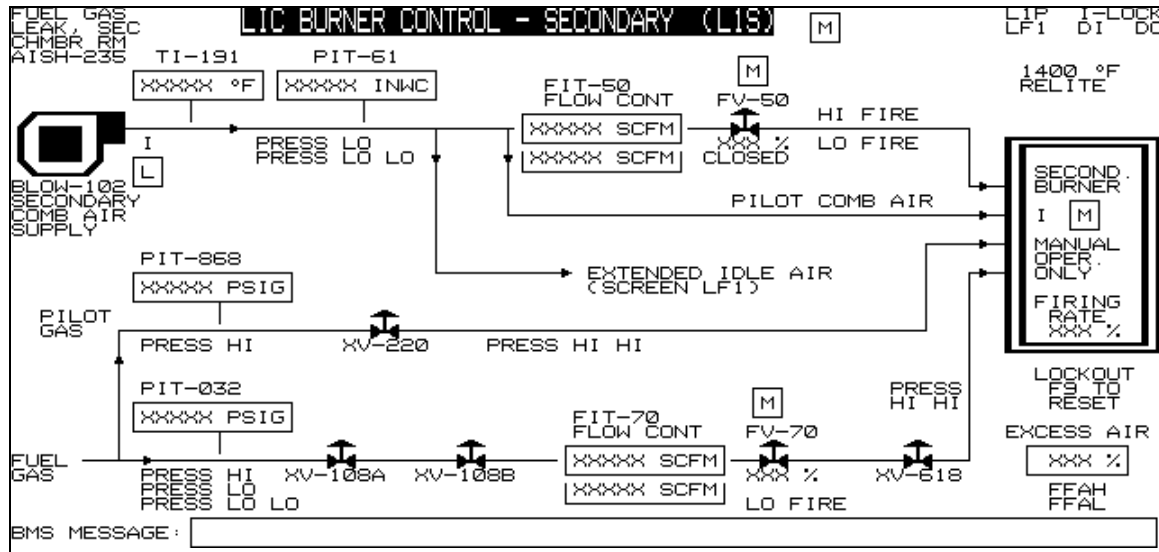 FUEL GAS
LEAK, SEC
CHMBR RM
AISH-235
LIC BURNER CONTROL - SECONDARY (L1S)
M
L1P I-LOCK
LF1 DI DO
TI-191
XXXXX °F
PIT-61
XXXXX INWC
1400 °F
RELITE
M
FIT-50
FLOW CONT
XXXXX SCFM
XXXXX SCFM
FV-50
XXX %
CLOSED
HI FIRE
LO FIRE
I
L
PRESS LO
PRESS LO LO
BLOW-102
SECONDARY
COMB AIR
SUPPLY
PILOT COMB AIR
SECOND.
BURNER
I M
MANUAL
OPER.
ONLY
FIRING
RATE
XXX %
PIT-868
XXXXX PSIG
EXTENDED IDLE AIR
(SCREEN LF1)
PILOT
GAS
PRESS HI
XV-220
PRESS HI HI
PIT-032
XXXXX PSIG
M
PRESS
HI HI
LOCKOUT
F9 TO
RESET
FUEL
GAS
PRESS HI
PRESS LO
PRESS LO LO
XV-108A
XV-108B
FIT-70
FLOW CONT
XXXXX SCFM
XXXXX SCFM
FV-70
XXX %
LO FIRE
XV-618
EXCESS AIR
XXX %
FFAH
FFAL
BMS MESSAGE: